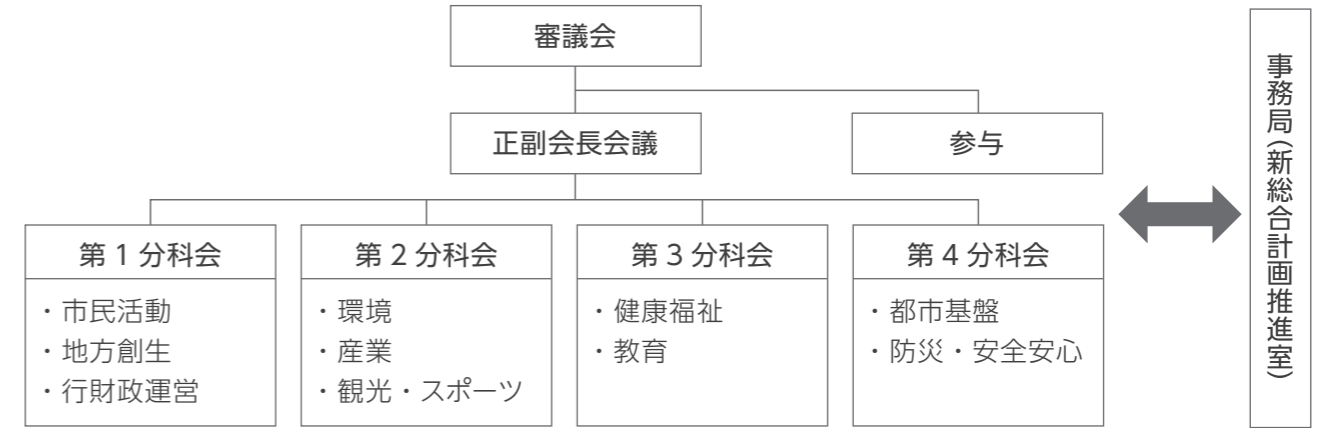 審議会
正副会長会議
参与
第1分科会
・市民活動
・地方創生
・行財政運営
第2分科会
・環境
・産業
・観光・スポーツ
第3分科会
・健康福祉
・教育
第4分科会
・都市基盤
・防災・安全安心
事務局(新総合計画推進室)